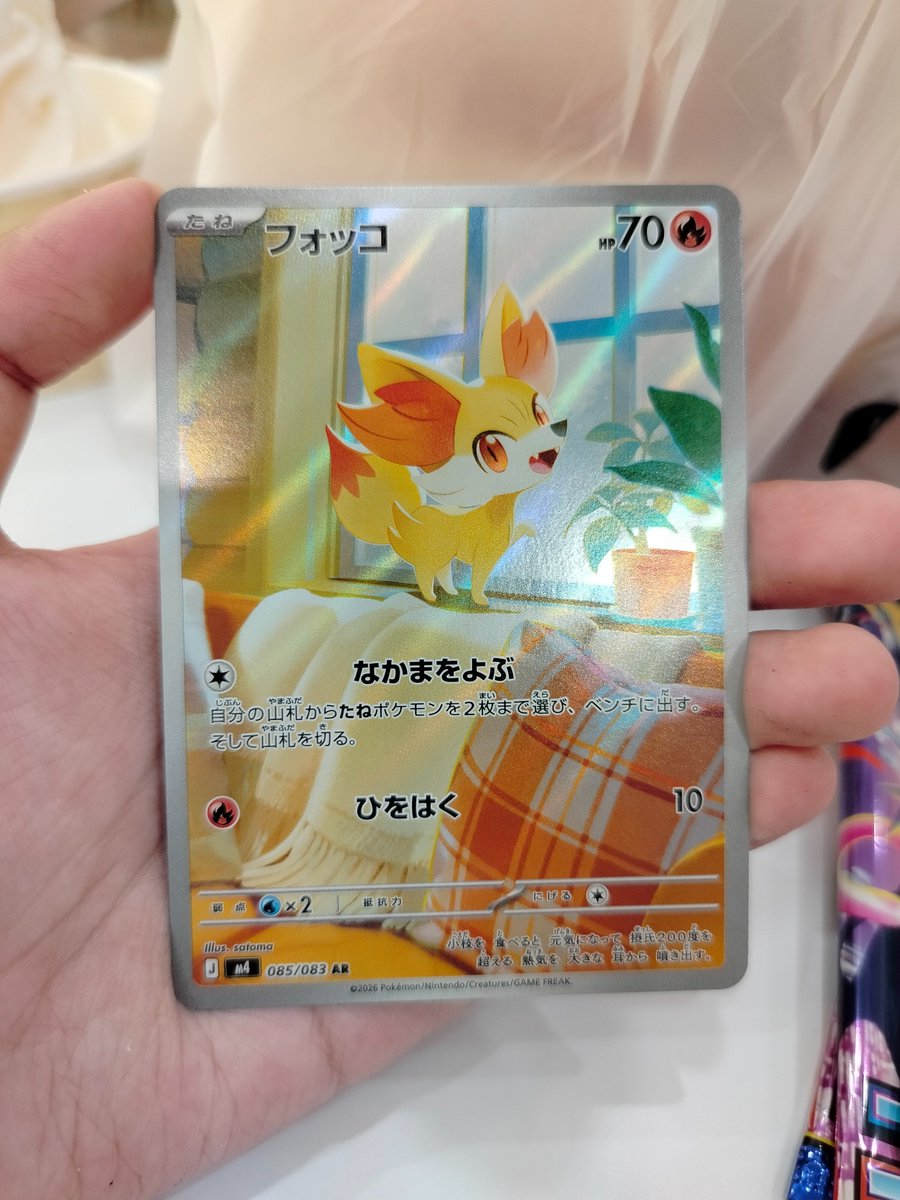 たね フォッコ HP70
なかまをよぶ
自分の山札からたねポケモンを2枚まで選び、ベンチに出す。
そして山札を切る。
ひをはく 10
弱点 ×2 抵抗力 にげる
小枝を 食べると 元気になって 摂氏200度を
超える 熱気を 大きな 耳から 噴き出す。
Illus. satoma
J m4 085/083 AR
©2026 Pokémon/Nintendo/Creatures/GAME FREAK.